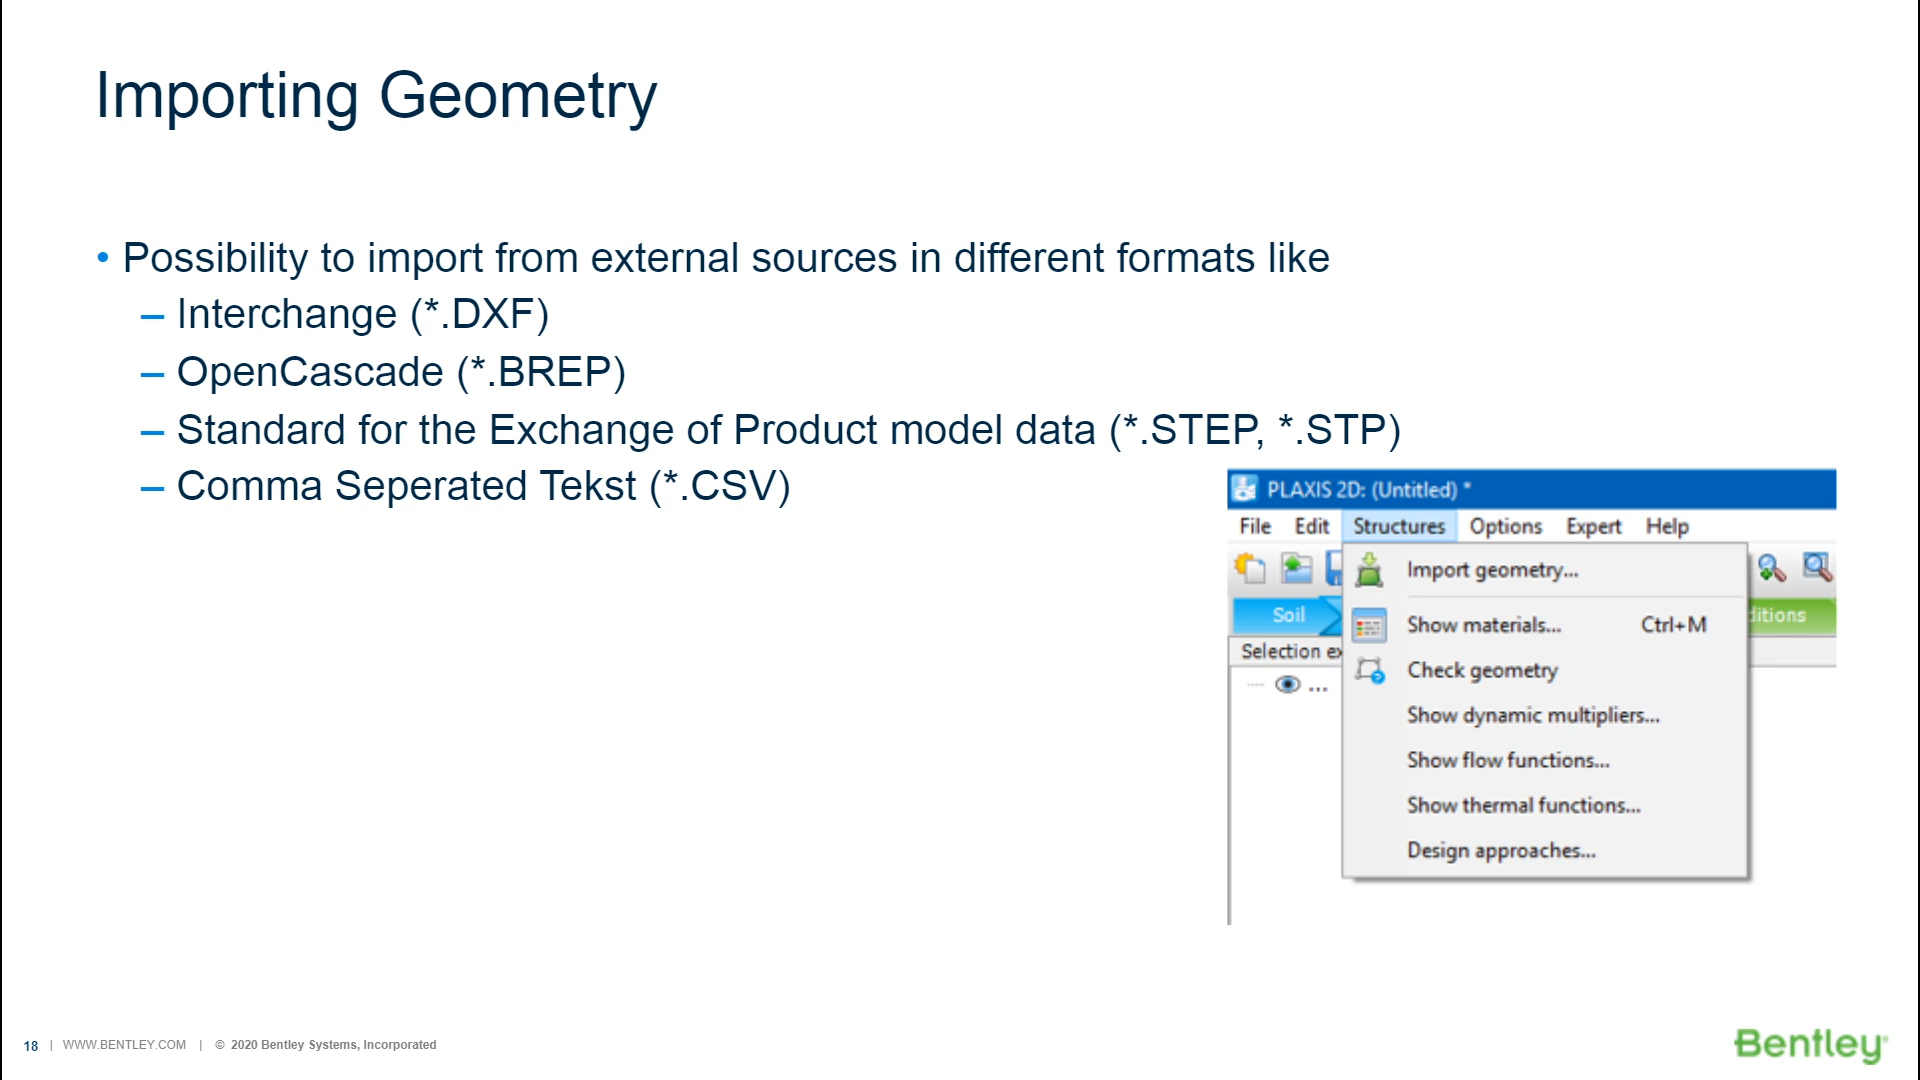 Importing Geometry
• Possibility to import from external sources in different formats like
– Interchange (*.DXF)
– OpenCascade (*.BREP)
– Standard for the Exchange of Product model data (*.STEP, *.STP)
– Comma Seperated Tekst (*.CSV)
PLAXIS 2D: (Untitled) *
File Edit Structures Options Expert Help
Import geometry...
Soil
ditions
Show materials... Ctrl+M
Selection ex
Check geometry
...
Show dynamic multipliers...
Show flow functions...
Show thermal functions...
Design approaches...
18 | WWW.BENTLEY.COM | © 2020 Bentley Systems, Incorporated
Bentley